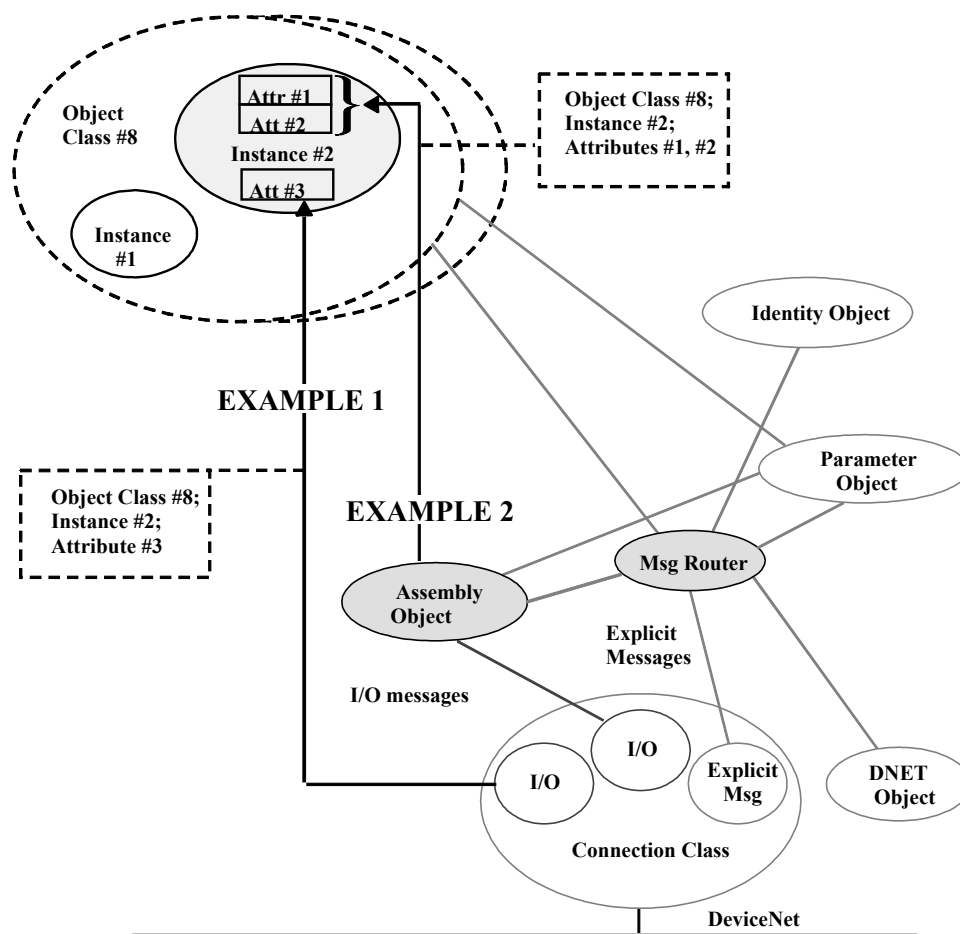 Object
Class #8
Attr #1
Att #2
Instance #2
Att #3
Instance
#1
Object Class #8;
Instance #2;
Attributes #1, #2
Identity Object
EXAMPLE 1
Parameter
Object
Object Class #8;
Instance #2;
Attribute #3
EXAMPLE 2
Msg Router
Assembly
Object
Explicit
Messages
I/O messages
I/O
I/O
Explicit
Msg
DNET
Object
Connection Class
DeviceNet